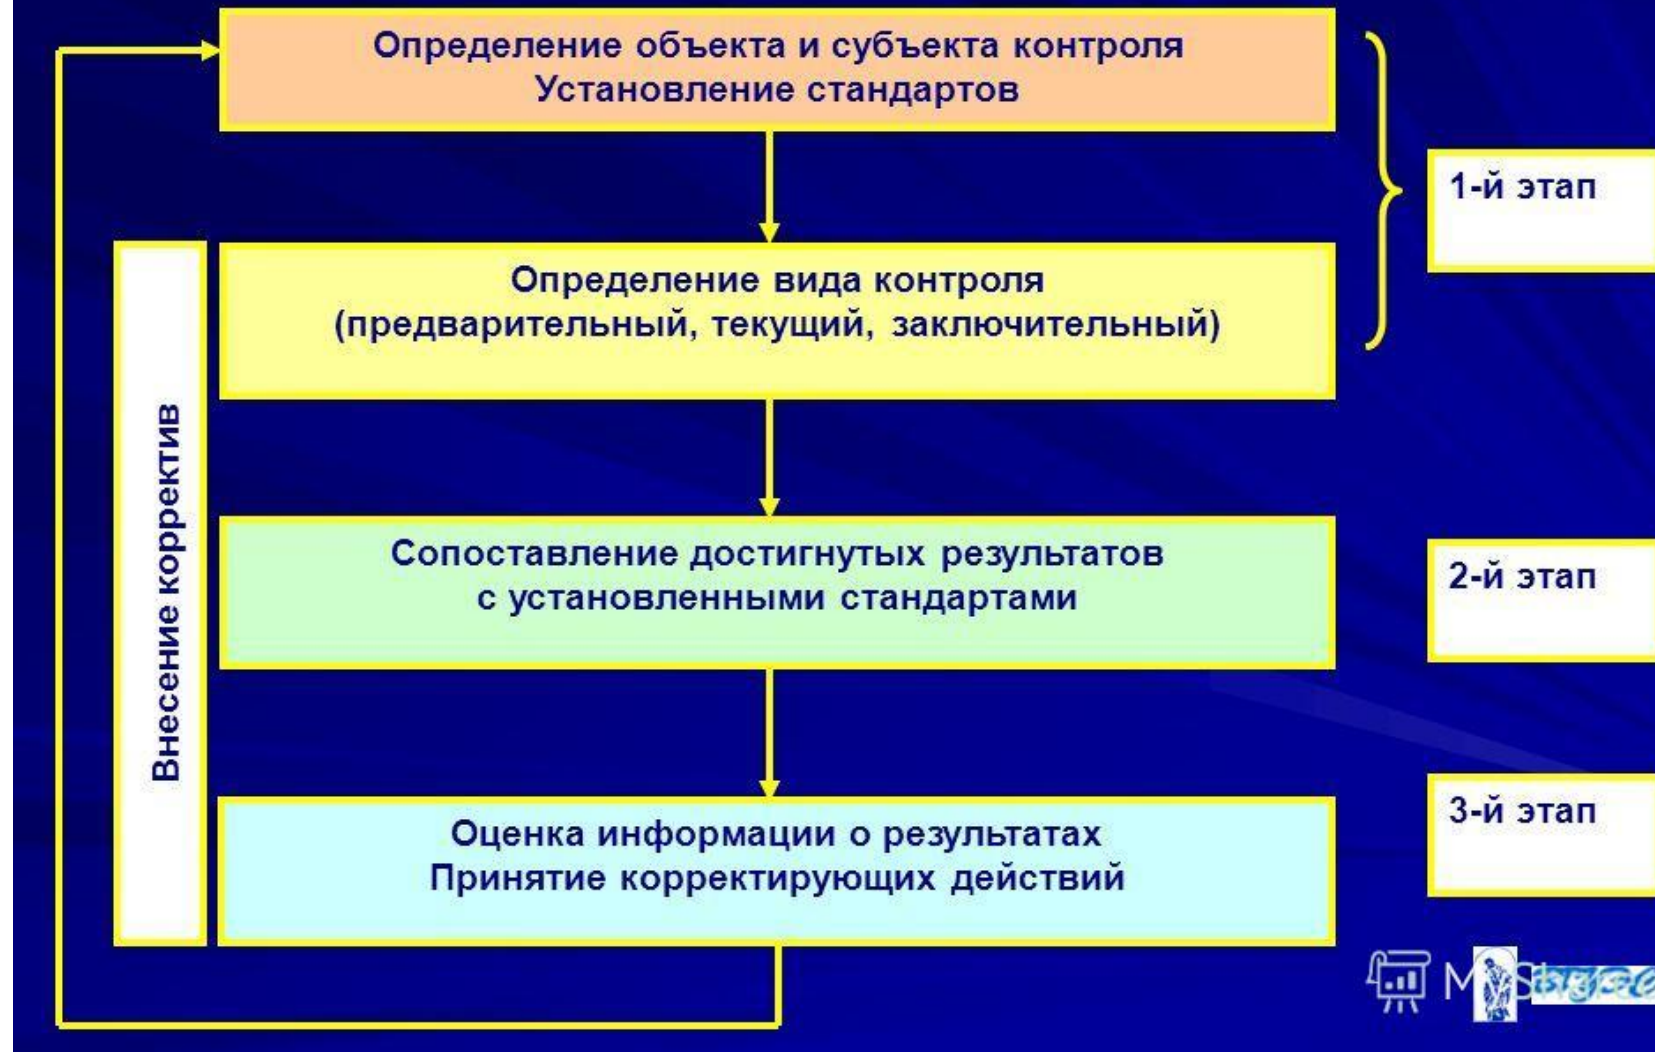 Определение объекта и субъекта контроля
Установление стандартов
1-й этап
Определение вида контроля
(предварительный, текущий, заключительный)
Внесение корректив
Сопоставление достигнутых результатов
с установленными стандартами
2-й этап
Оценка информации о результатах
Принятие корректирующих действий
3-й этап